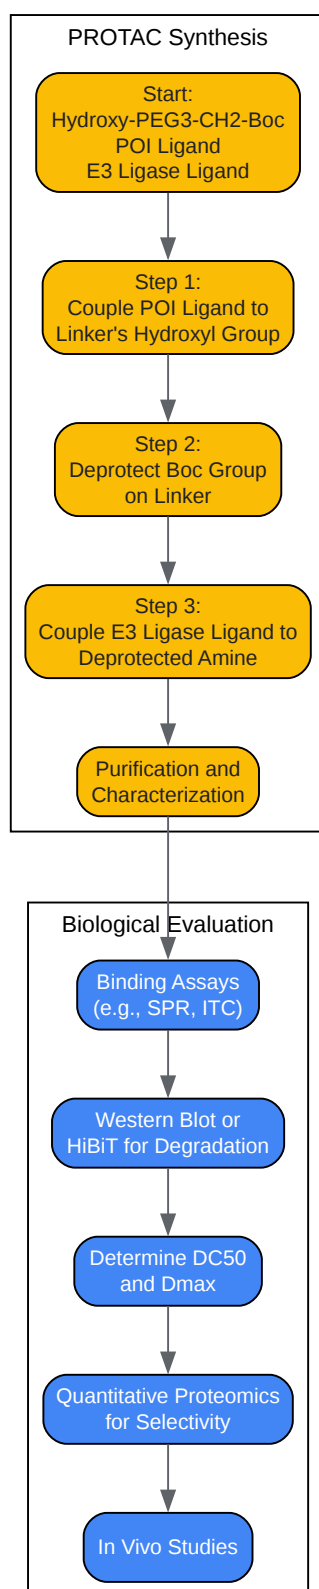 PROTAC Synthesis
Start:
Hydroxy-PEG3-CH2-Boc
POI Ligand
E3 Ligase Ligand
Step 1:
Couple POI Ligand to
Linker's Hydroxyl Group
Step 2:
Deprotect Boc Group
on Linker
Step 3:
Couple E3 Ligase Ligand to
Deprotected Amine
Purification and
Characterization
Biological Evaluation
Binding Assays
(e.g., SPR, ITC)
Western Blot or
HiBiT for Degradation
Determine DC50
and Dmax
Quantitative Proteomics
for Selectivity
In Vivo Studies